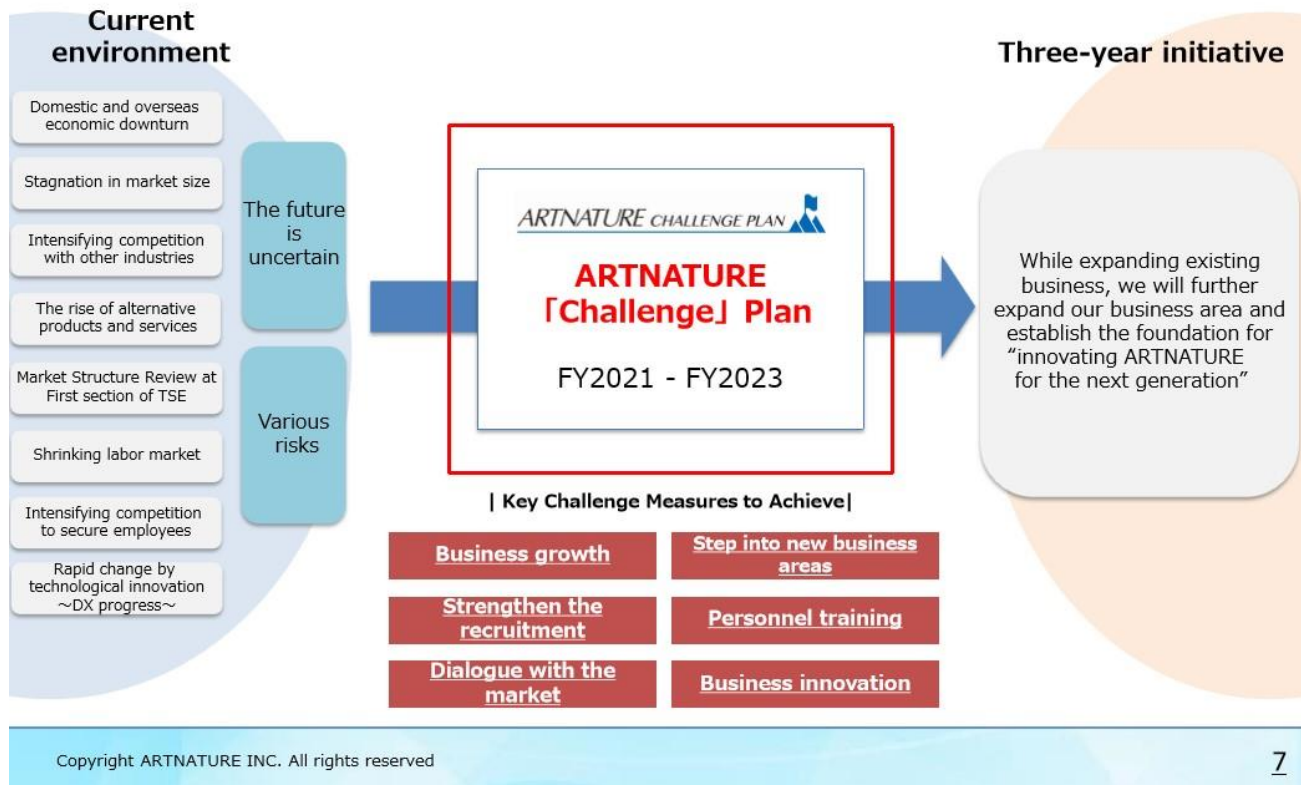 Current
environment
Domestic and overseas
economic downturn
Stagnation in market size
Intensifying competition
with other industries
The rise of alternative
products and services
Market Structure Review at
First section of TSE
Shrinking labor market
Intensifying competition
to secure employees
Rapid change by
technological innovation
～DX progress～
The future
is
uncertain
Various
risks
ARTNATURE CHALLENGE PLAN
ARTNATURE
「Challenge」 Plan
FY2021 - FY2023
| Key Challenge Measures to Achieve|
Business growth
Step into new business
areas
Strengthen the
recruitment
Personnel training
Dialogue with the
market
Business innovation
Three-year initiative
While expanding existing
business, we will further
expand our business area and
establish the foundation for
“innovating ARTNATURE
for the next generation”
Copyright ARTNATURE INC. All rights reserved
7